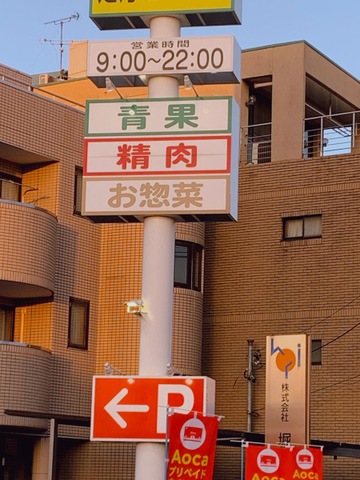 営業時間
9:00~22:00
青果
精肉
お惣菜
←P
hoji
株式会社
Aoca
プリペイド
Aoca
Aoca